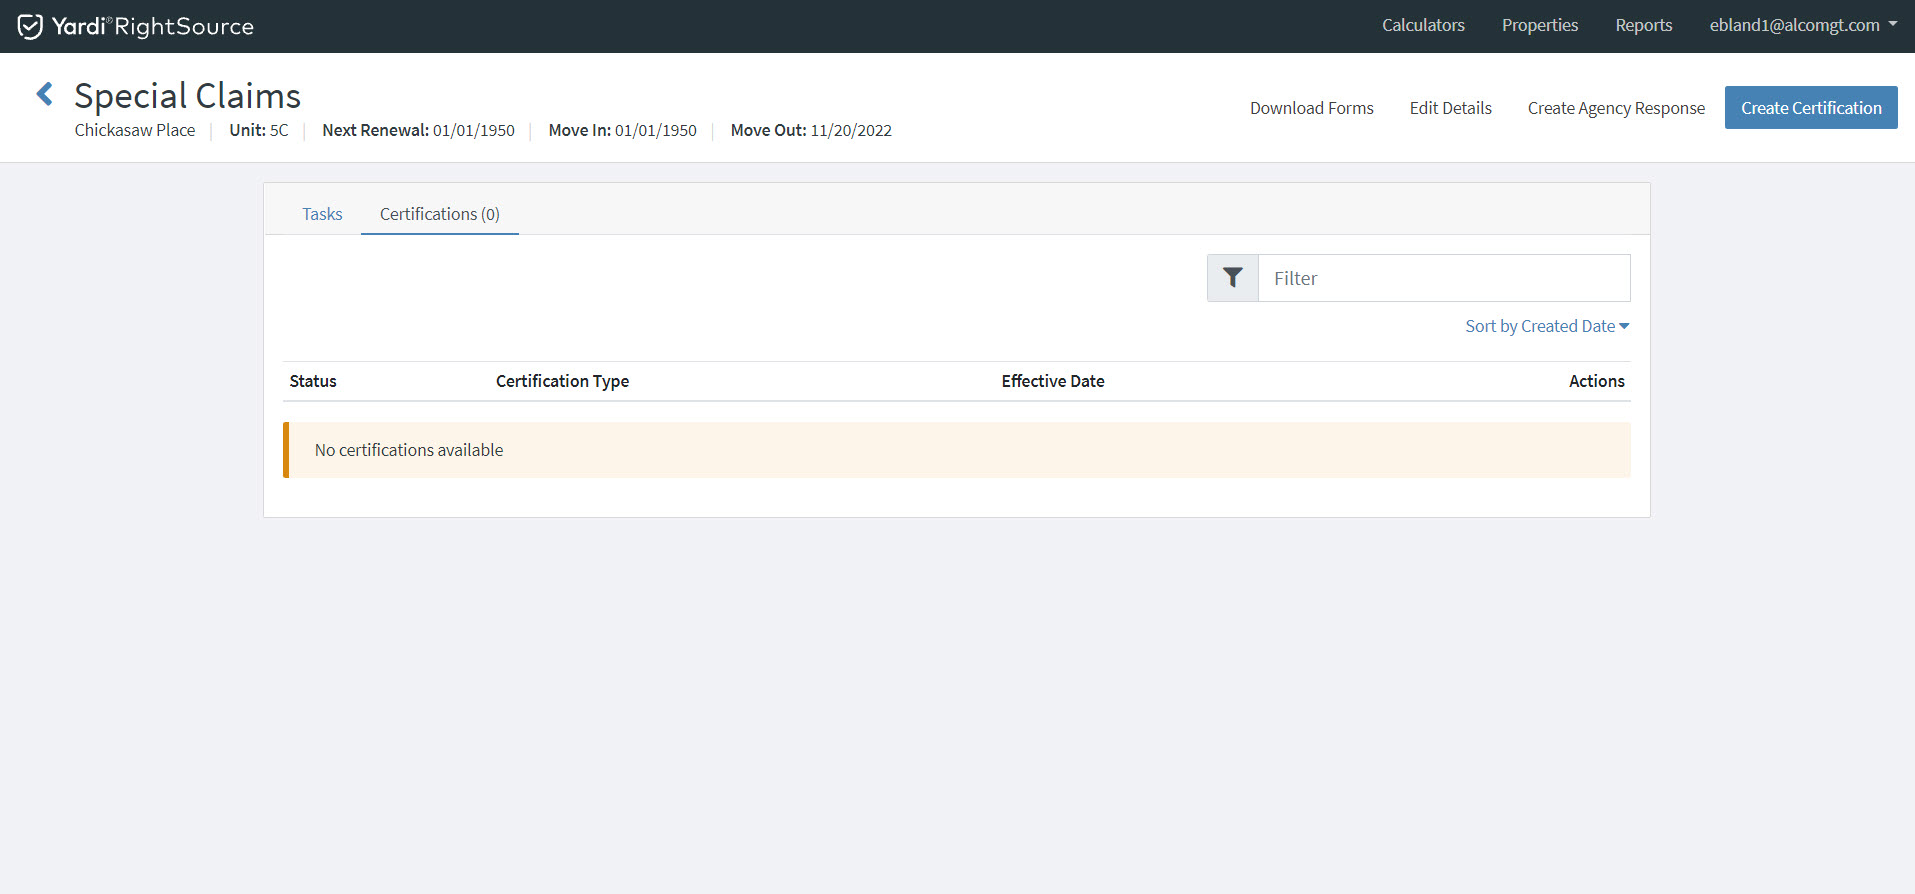 Yardi® RightSource
Calculators Properties Reports ebland1@alcomgt.com
Special Claims
Chickasaw Place Unit: 5C Next Renewal: 01/01/1950 Move In: 01/01/1950 Move Out: 11/20/2022
Download Forms Edit Details Create Agency Response Create Certification
Tasks Certifications (0)
Filter
Sort by Created Date
Status Certification Type Effective Date Actions
No certifications available